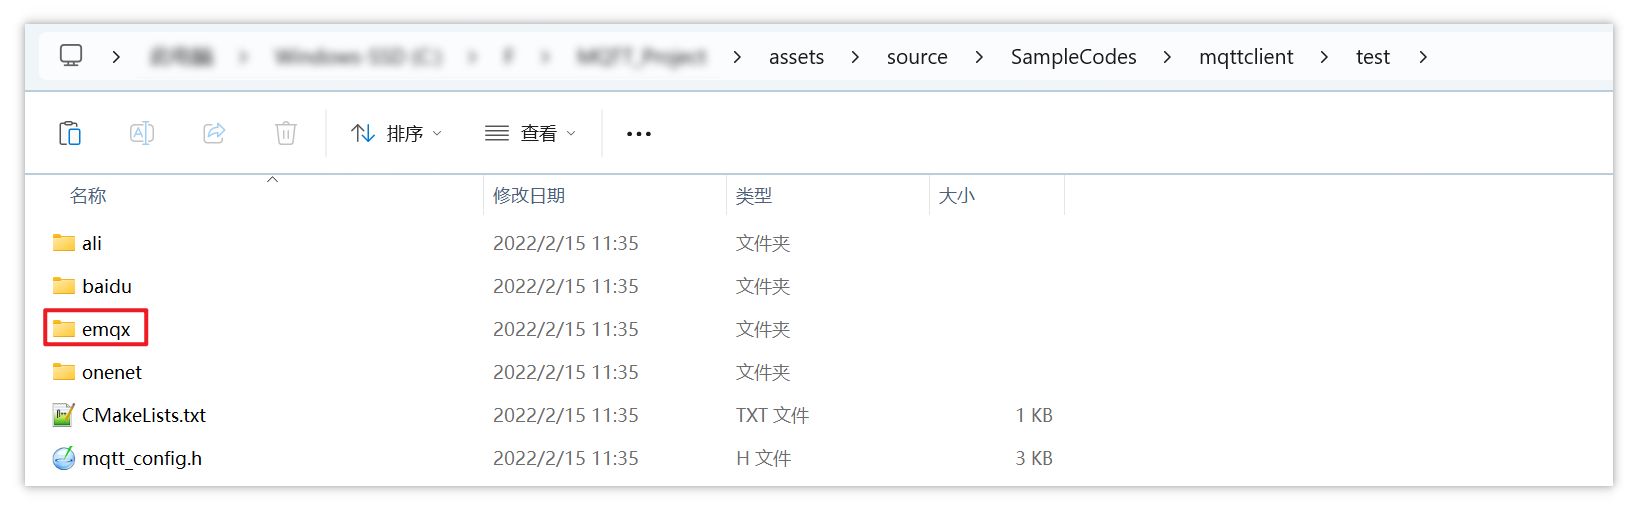 assets > source > SampleCodes > mqttclient > test >
排序 查看 •••
名称 修改日期 类型 大小
ali 2022/2/15 11:35 文件夹
baidu 2022/2/15 11:35 文件夹
emqx 2022/2/15 11:35 文件夹
onenet 2022/2/15 11:35 文件夹
CMakeLists.txt 2022/2/15 11:35 TXT 文件 1 KB
mqtt_config.h 2022/2/15 11:35 H 文件 3 KB